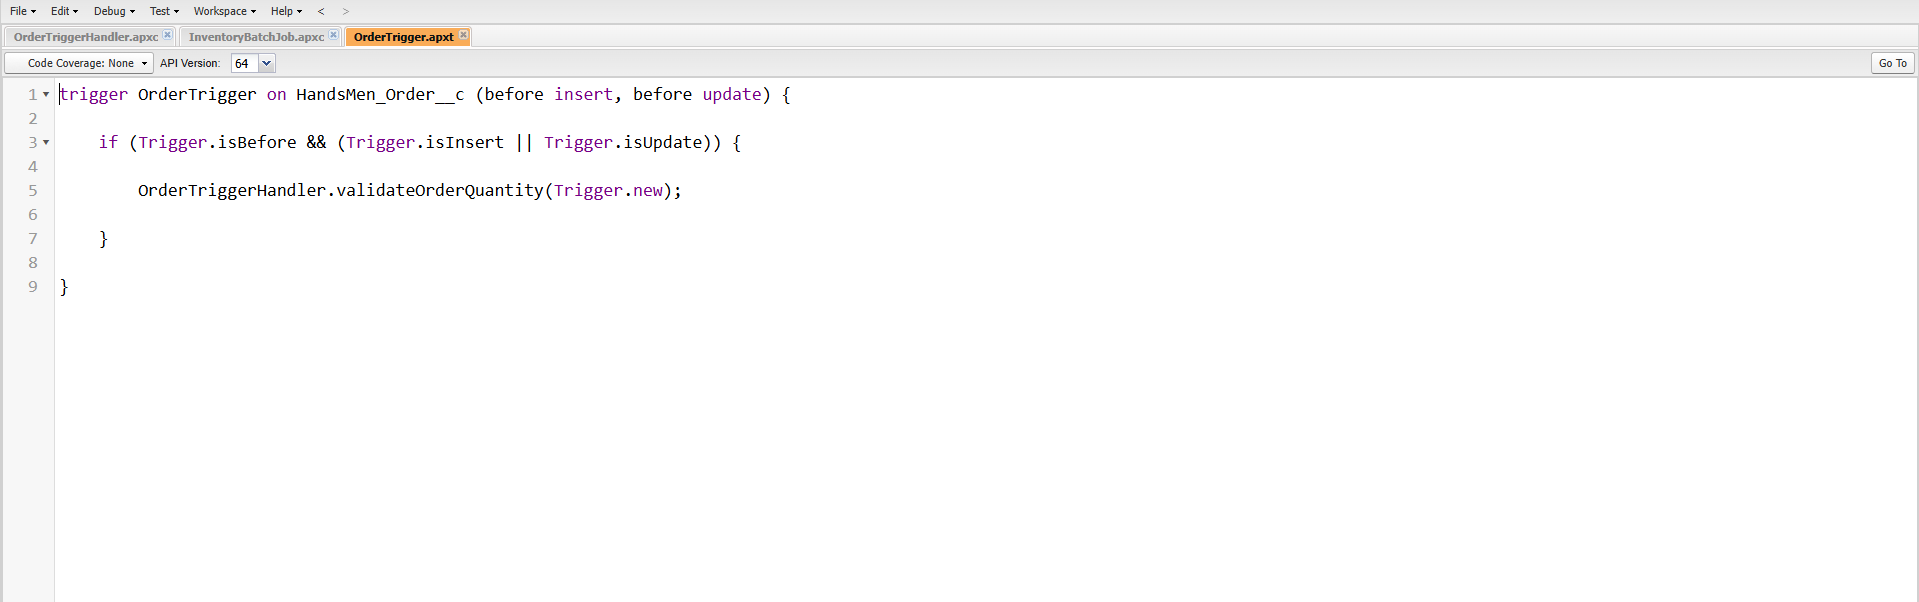 File Edit Debug Test Workspace Help < >
OrderTriggerHandler.apxc InventoryBatchJob.apxc OrderTrigger.apxt
Code Coverage: None API Version: 64 Go To
1 trigger OrderTrigger on HandsMen_Order__c (before insert, before update) {
2
3 if (Trigger.isBefore && (Trigger.isInsert || Trigger.isUpdate)) {
4
5 OrderTriggerHandler.validateOrderQuantity(Trigger.new);
6
7 }
8
9 }